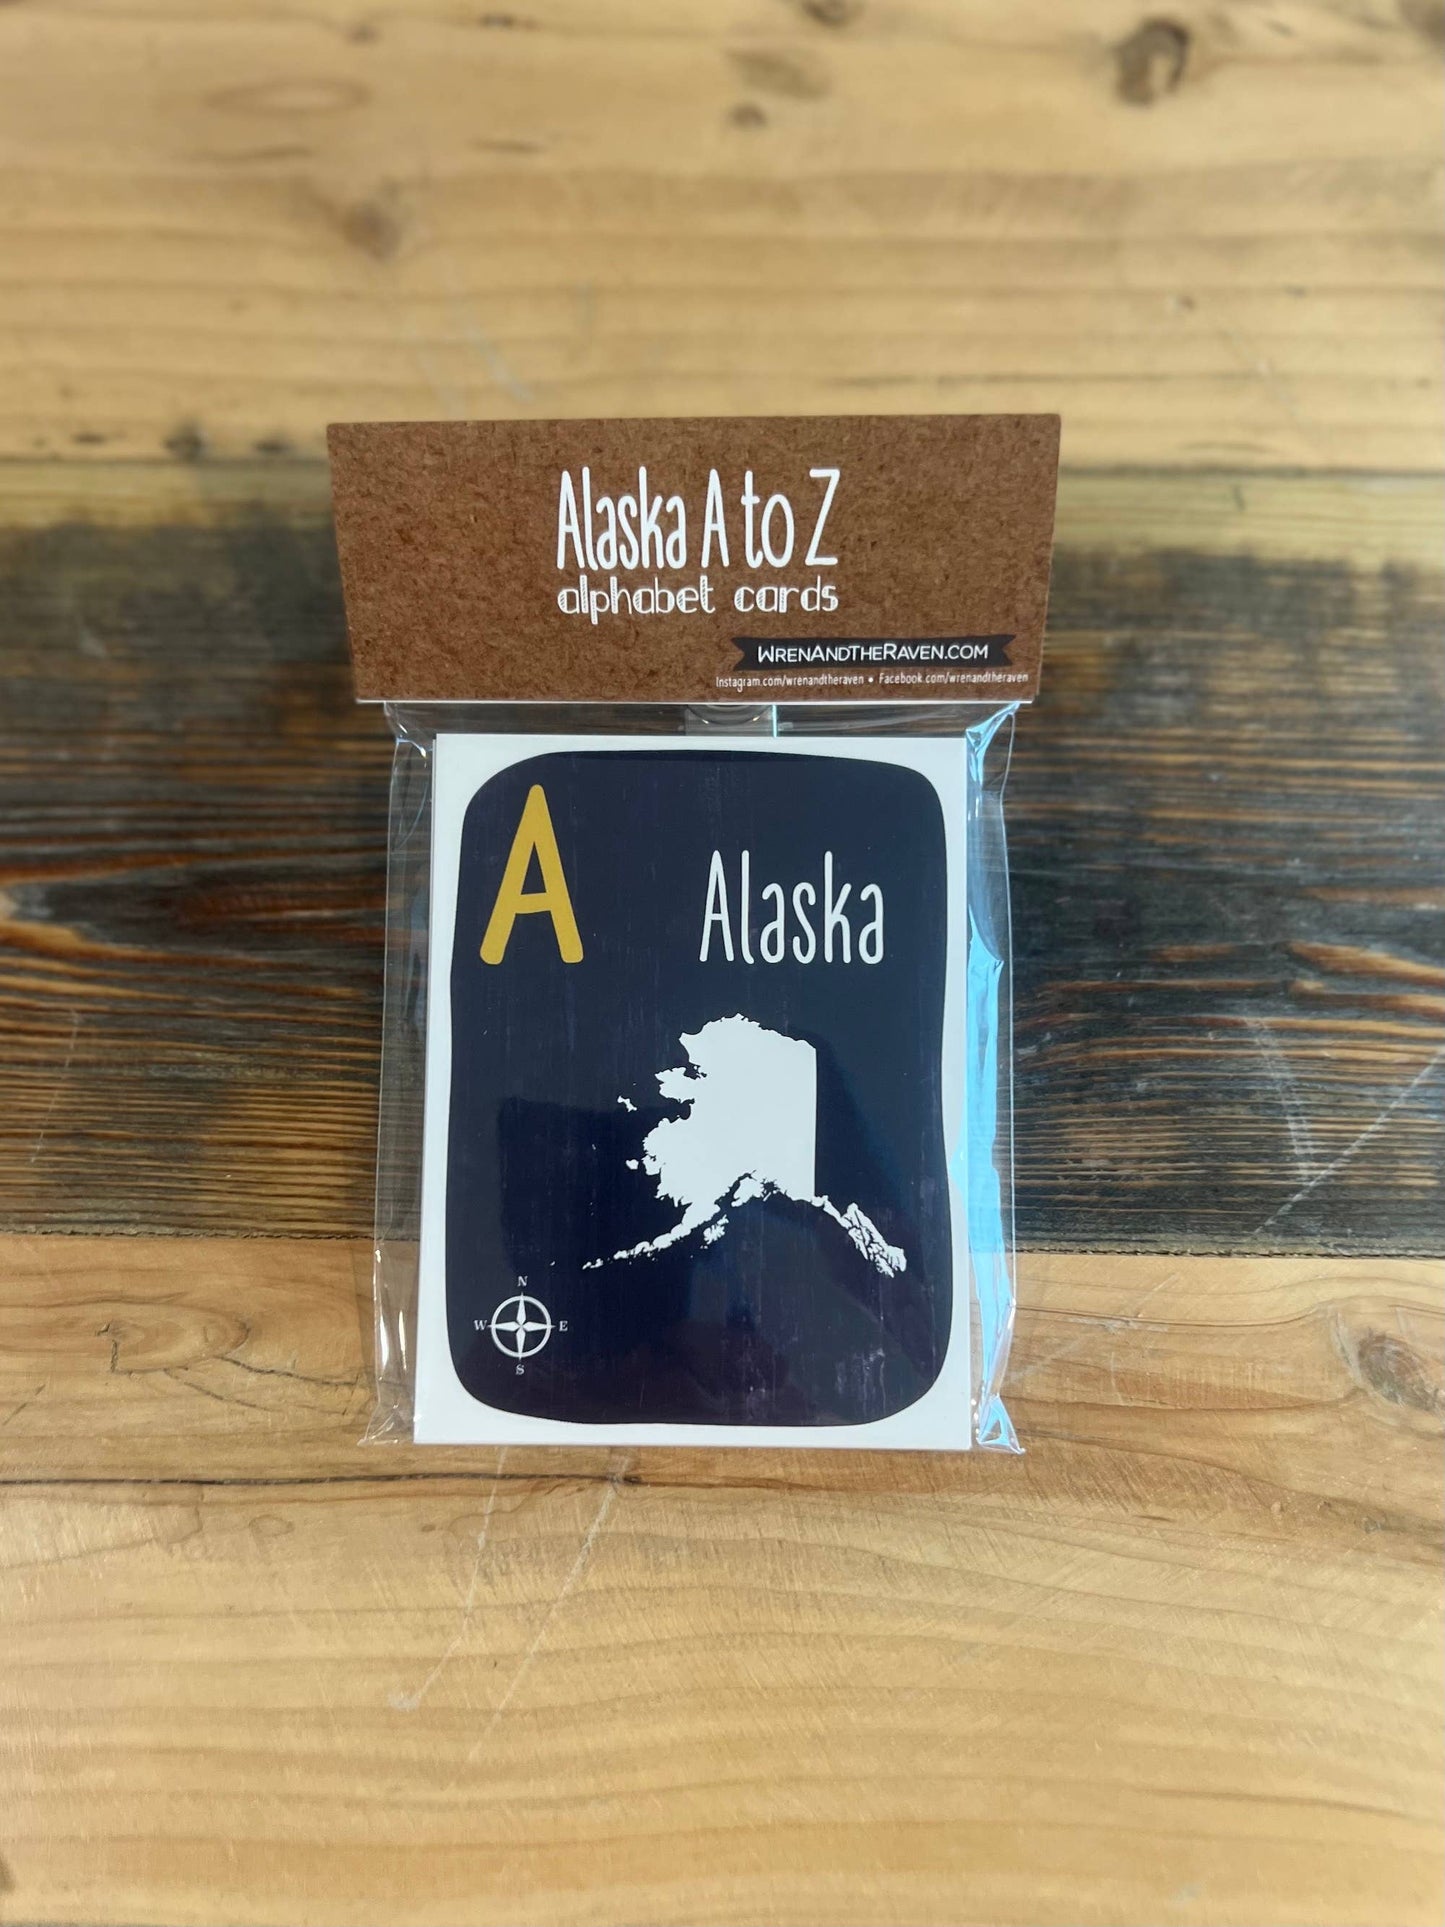 Alaska A to Z
alphabet cards
WRENANDTHERAVEN.COM
Instagram.com/wrenandtheraven • Facebook.com/wrenandtheraven
A
Alaska
N
W E
S